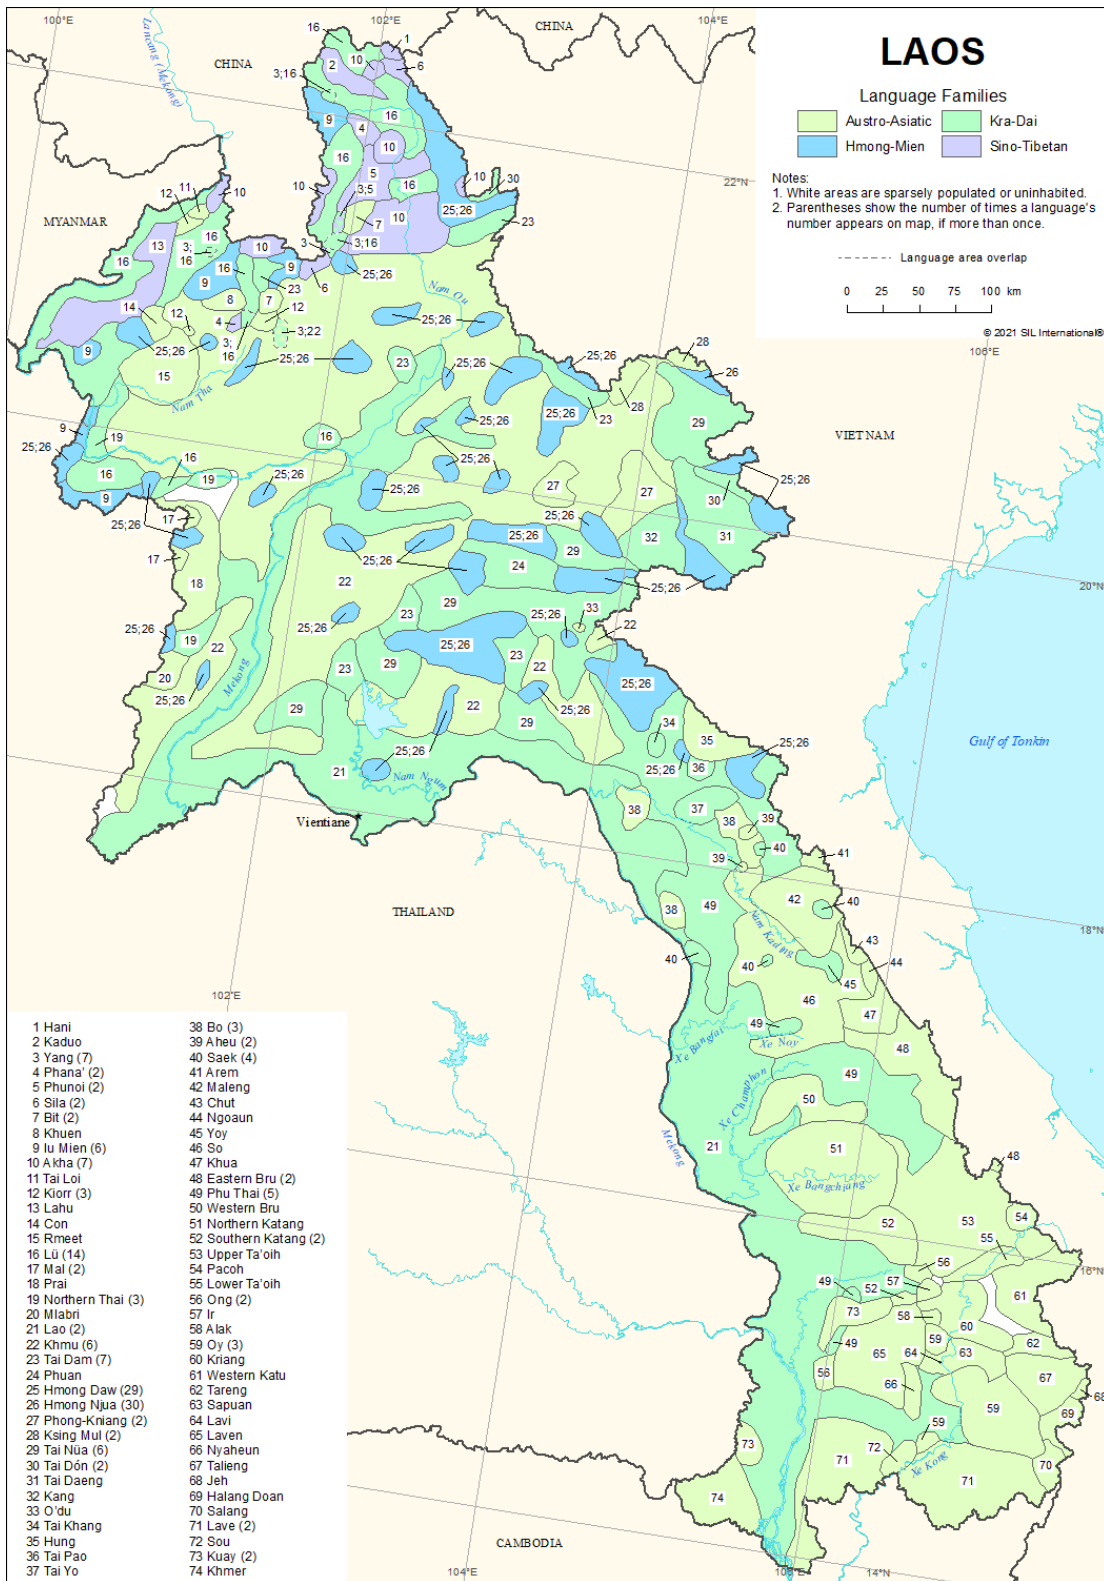 100°E
102°E
104°E
CHINA
CHINA
Lancang (Mekong)
LAOS
Language Families
Austro-Asiatic
Kra-Dai
Hmong-Mien
Sino-Tibetan
Notes:
1. White areas are sparsely populated or uninhabited.
2. Parentheses show the number of times a language's
number appears on map, if more than once.
Language area overlap
0 25 50 75 100 km
© 2021 SIL International®
22°N
106°E
MYANMAR
VIETNAM
Nam Ou
Nam Tha
Mekong
20°N
Gulf of Tonkin
Nam Ngum
Vientiane
THAILAND
Nam Kading
18°N
102°E
Xe Bangfai
Xe Noy
Xe Champhon
Mekong
Xe Bangchiang
16°N
Xe Kong
CAMBODIA
104°E
106°E
14°N
1 Hani
2 Kaduo
3 Yang (7)
4 Phana' (2)
5 Phunoi (2)
6 Sila (2)
7 Bit (2)
8 Khuen
9 Iu Mien (6)
10 Akha (7)
11 Tai Loi
12 Kiorr (3)
13 Lahu
14 Con
15 Rmeet
16 Lü (14)
17 Mal (2)
18 Prai
19 Northern Thai (3)
20 Mlabri
21 Lao (2)
22 Khmu (6)
23 Tai Dam (7)
24 Phuan
25 Hmong Daw (29)
26 Hmong Njua (30)
27 Phong-Kniang (2)
28 Ksing Mul (2)
29 Tai Nüa (6)
30 Tai Dón (2)
31 Tai Daeng
32 Kang
33 O'du
34 Tai Khang
35 Hung
36 Tai Pao
37 Tai Yo
38 Bo (3)
39 Aheu (2)
40 Saek (4)
41 Arem
42 Maleng
43 Chut
44 Ngoaun
45 Yoy
46 So
47 Khua
48 Eastern Bru (2)
49 Phu Thai (5)
50 Western Bru
51 Northern Katang
52 Southern Katang (2)
53 Upper Ta'oih
54 Pacoh
55 Lower Ta'oih
56 Ong (2)
57 Ir
58 Alak
59 Oy (3)
60 Kriang
61 Western Katu
62 Tareng
63 Sapuan
64 Lavi
65 Laven
66 Nyaheun
67 Talieng
68 Jeh
69 Halang Doan
70 Salang
71 Lave (2)
72 Sou
73 Kuay (2)
74 Khmer